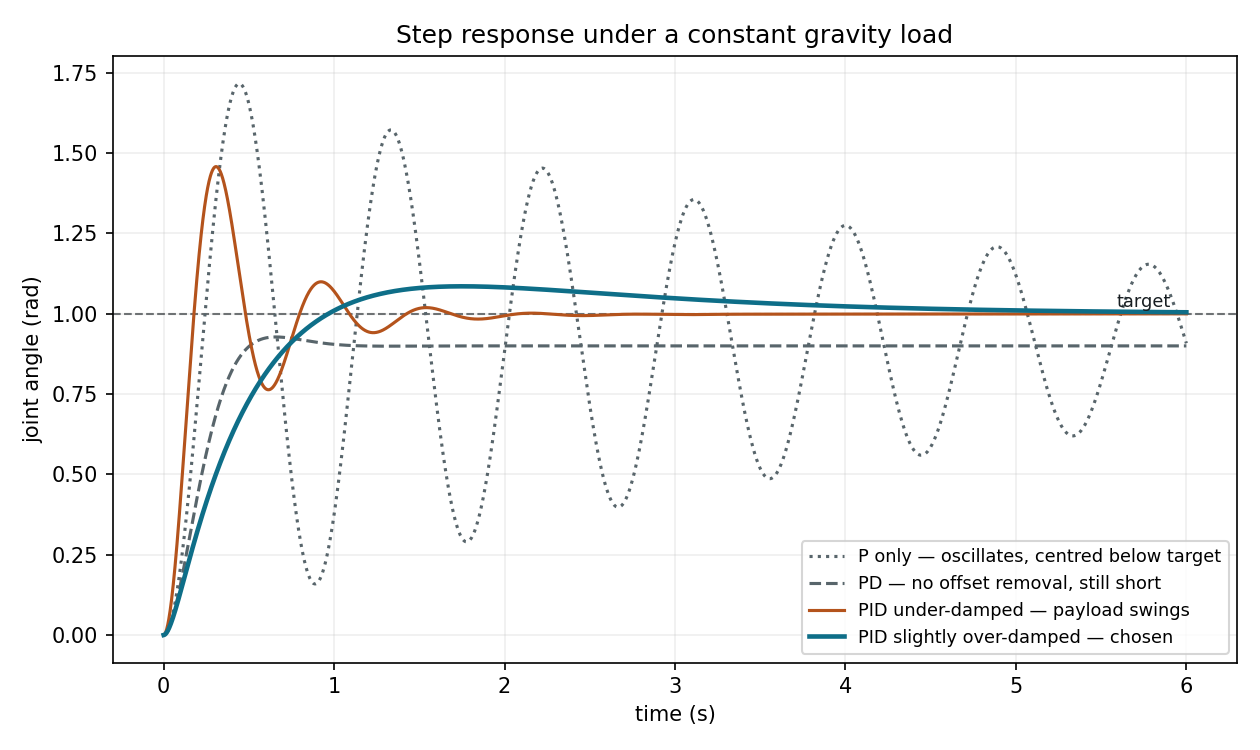 Step response under a constant gravity load
joint angle (rad)
1.75
1.50
1.25
1.00
0.75
0.50
0.25
0.00
target
P only — oscillates, centred below target
PD — no offset removal, still short
PID under-damped — payload swings
PID slightly over-damped — chosen
0 1 2 3 4 5 6
time (s)